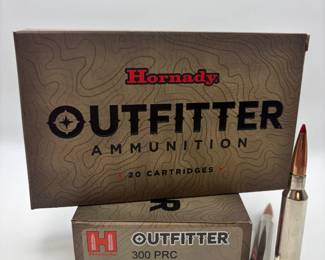 Hornady
OUTFITTER
AMMUNITION
20 CARTRIDGES
R
H
OUTFITTER
300 PRC